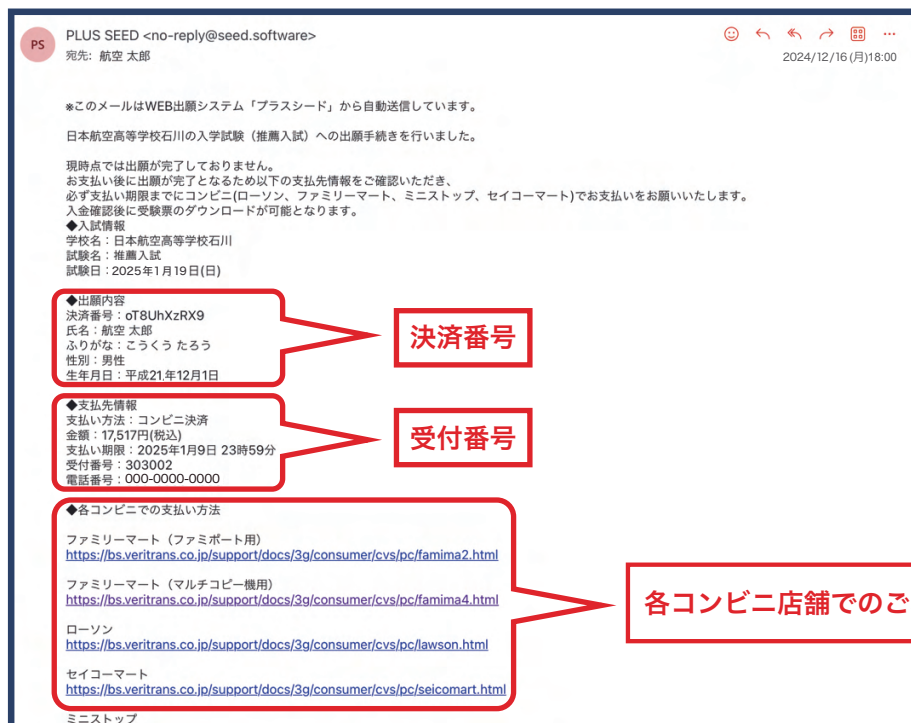 PS
PLUS SEED <no-reply@seed.software>
宛先: 航空 太郎
2024/12/16(月)18:00
※このメールはWEB出願システム「プラスシード」から自動送信しています。
日本航空高等学校石川の入学試験（推薦入試）への出願手続きを行いました。
現時点では出願が完了しておりません。
お支払い後に出願が完了となるため以下の支払先情報をご確認いただき、
必ず支払い期限までにコンビニ(ローソン、ファミリーマート、ミニストップ、セイコーマート)でお支払いをお願いいたします。
入金確認後に受験票のダウンロードが可能となります。
◆入試情報
学校名：日本航空高等学校石川
試験名：推薦入試
試験日：2025年1月19日(日)
◆出願内容
決済番号：oT8UhXzRX9
氏名：航空 太郎
ふりがな：こうくう たろう
性別：男性
生年月日：平成21.年12月1日
決済番号
◆支払先情報
支払い方法：コンビニ決済
金額：17,517円(税込)
支払い期限：2025年1月9日 23時59分
受付番号：303002
電話番号：000-0000-0000
受付番号
◆各コンビニでの支払い方法
ファミリーマート（ファミポート用）
https://bs.veritrans.co.jp/support/docs/3g/consumer/cvs/pc/famima2.html
ファミリーマート（マルチコピー機用）
https://bs.veritrans.co.jp/support/docs/3g/consumer/cvs/pc/famima4.html
ローソン
https://bs.veritrans.co.jp/support/docs/3g/consumer/cvs/pc/lawson.html
セイコーマート
https://bs.veritrans.co.jp/support/docs/3g/consumer/cvs/pc/seicomart.html
各コンビニ店舗でのご
ミニストップ